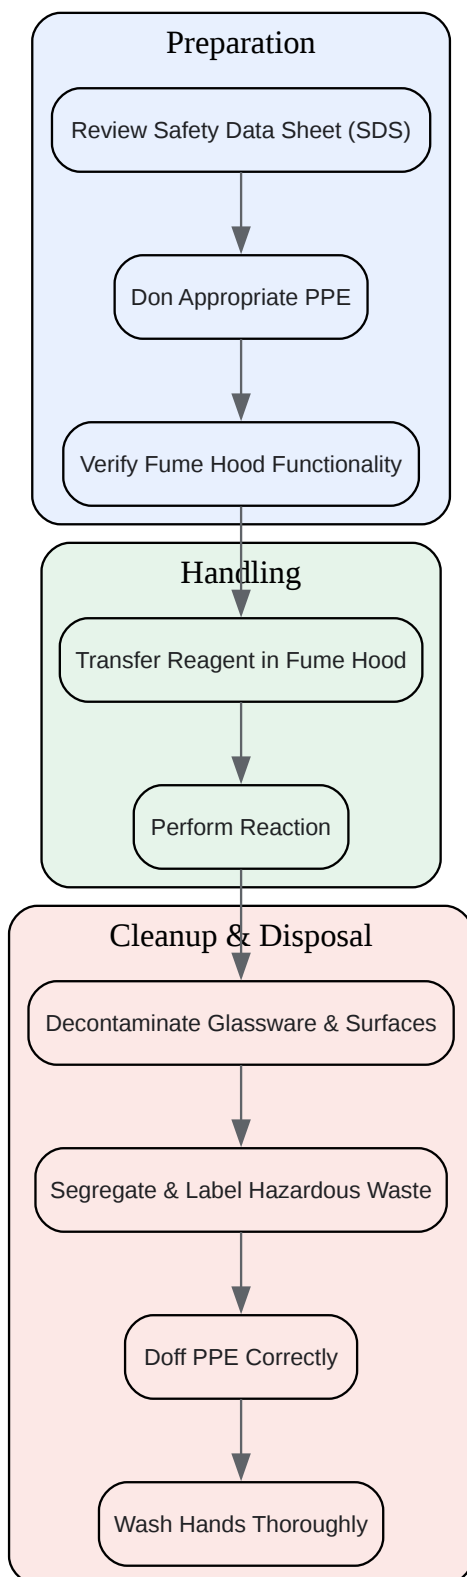 Preparation
Review Safety Data Sheet (SDS)
Don Appropriate PPE
Verify Fume Hood Functionality
Handling
Transfer Reagent in Fume Hood
Perform Reaction
Cleanup & Disposal
Decontaminate Glassware & Surfaces
Segregate & Label Hazardous Waste
Doff PPE Correctly
Wash Hands Thoroughly